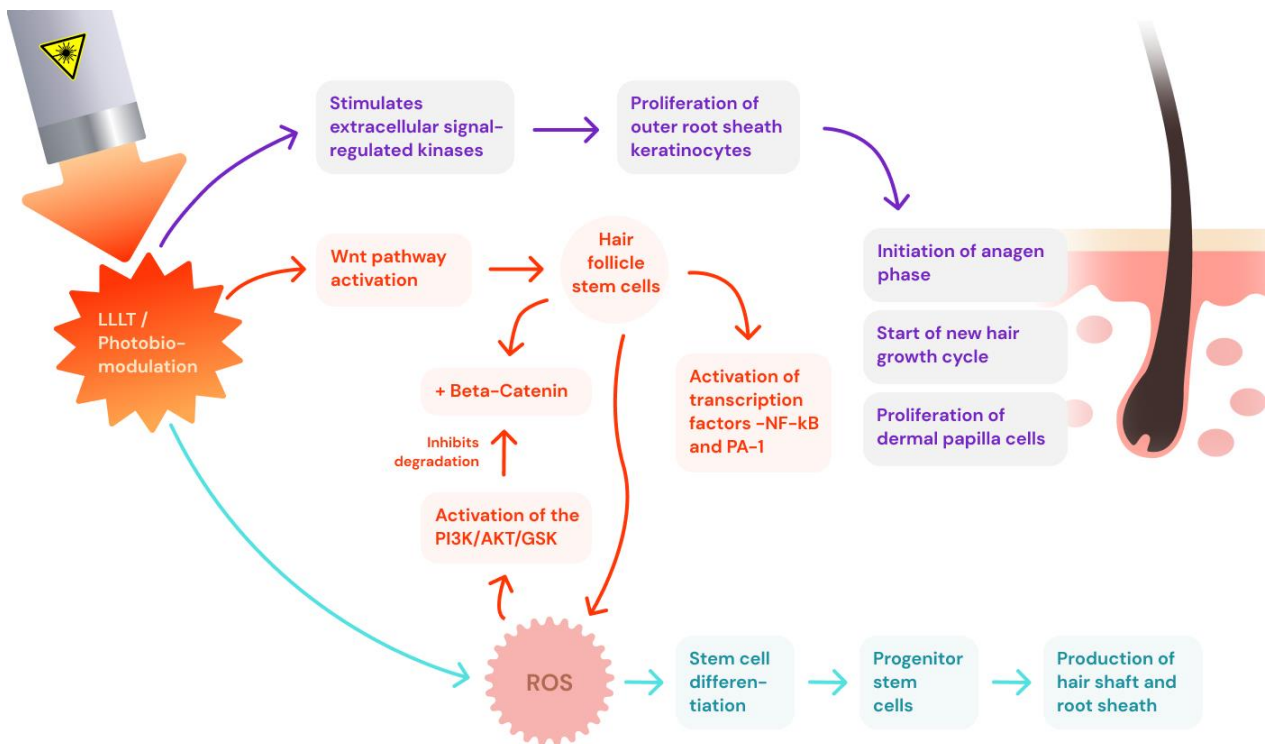 Stimulates
extracellular signal-
regulated kinases
Proliferation of
outer root sheath
keratinocytes
Initiation of anagen
phase
Start of new hair
growth cycle
Proliferation of
dermal papilla cells
LLLT /
Photobio-
modulation
Wnt pathway
activation
Hair
follicle
stem cells
+ Beta-Catenin
Inhibits
degradation
Activation of the
PI3K/AKT/GSK
Activation of
transcription
factors -NF-kB
and PA-1
ROS
Stem cell
differen-
tiation
Progenitor
stem
cells
Production of
hair shaft and
root sheath